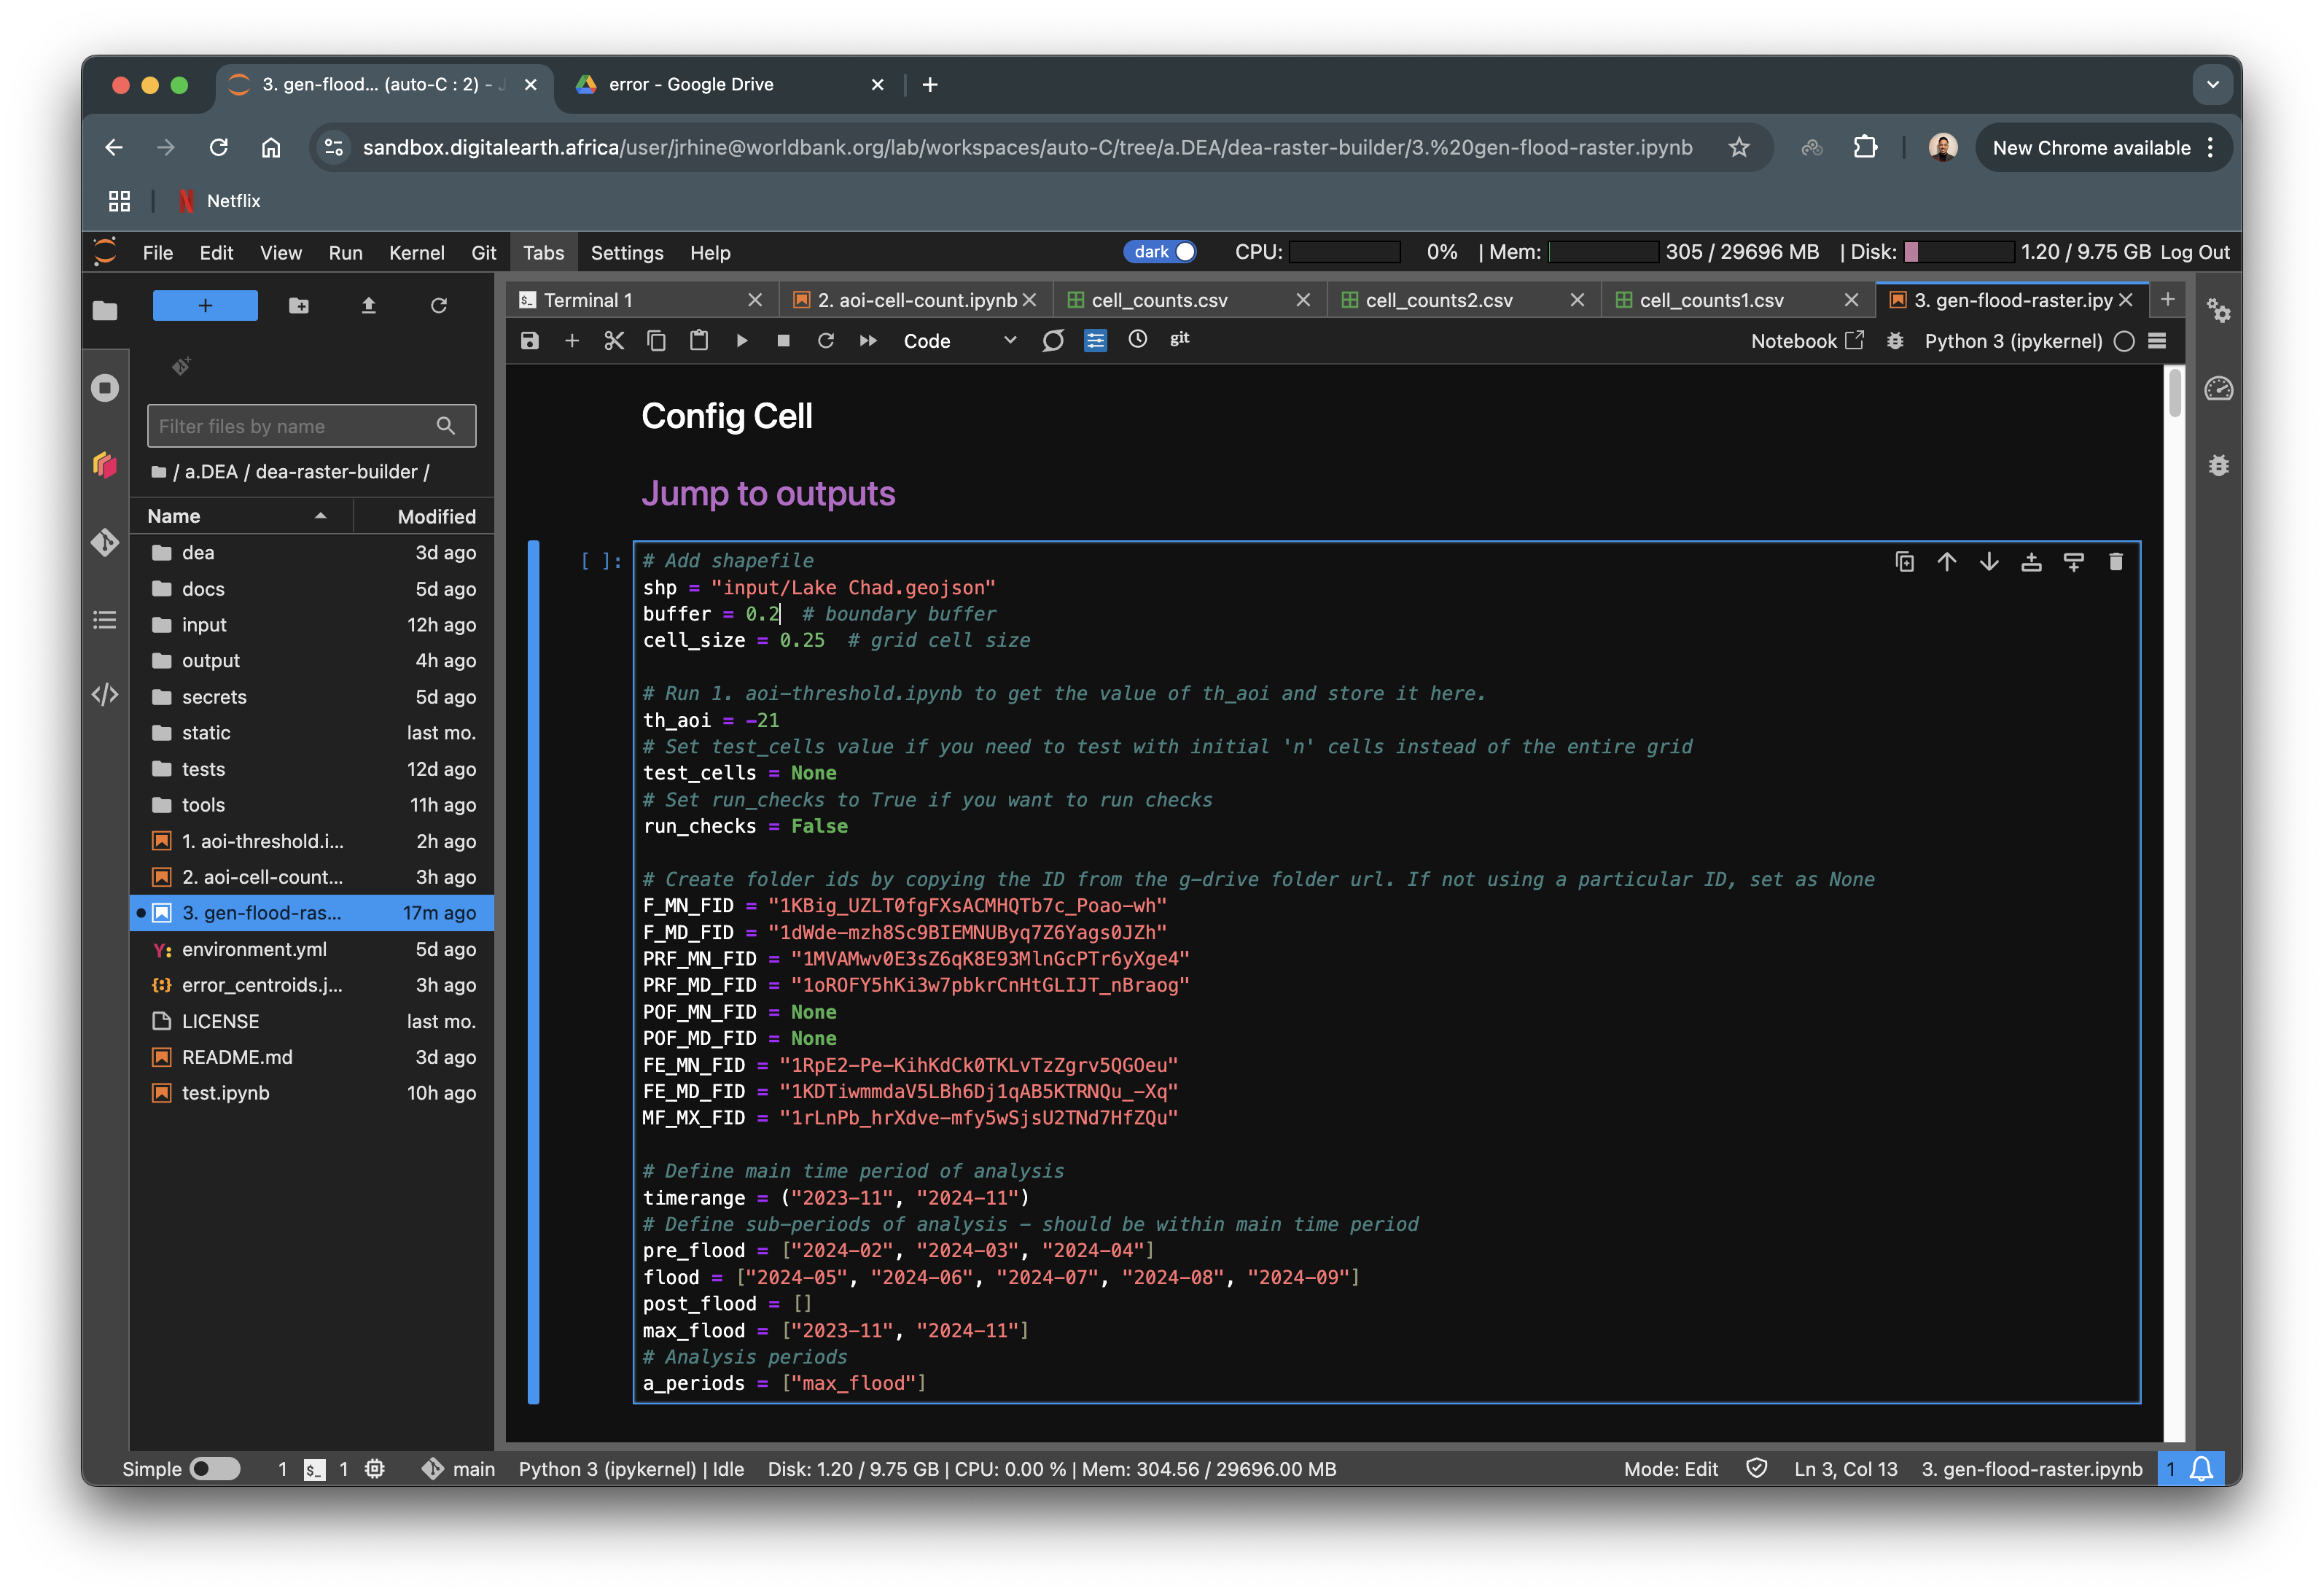 3. gen-flood... (auto-C : 2) - J
error - Google Drive
sandbox.digitalearth.africa/user/jrhine@worldbank.org/lab/workspaces/auto-C/tree/a.DEA/dea-raster-builder/3.%20gen-flood-raster.ipynb
New Chrome available
Netflix
File Edit View Run Kernel Git Tabs Settings Help
dark CPU: 0% | Mem: 305 / 29696 MB | Disk: 1.20 / 9.75 GB Log Out
+
Filter files by name
/ a.DEA / dea-raster-builder /
Name Modified
dea 3d ago
docs 5d ago
input 12h ago
output 4h ago
secrets 5d ago
static last mo.
tests 12d ago
tools 11h ago
1. aoi-threshold.i... 2h ago
2. aoi-cell-count... 3h ago
3. gen-flood-ras... 17m ago
Y: environment.yml 5d ago
{:} error_centroids.j... 3h ago
LICENSE last mo.
README.md 3d ago
test.ipynb 10h ago
Terminal 1
2. aoi-cell-count.ipynb
cell_counts.csv
cell_counts2.csv
cell_counts1.csv
3. gen-flood-raster.ipy
Code
git
Notebook
Python 3 (ipykernel)
Config Cell
Jump to outputs
[ ]:
# Add shapefile
shp = "input/Lake Chad.geojson"
buffer = 0.2 # boundary buffer
cell_size = 0.25 # grid cell size
# Run 1. aoi-threshold.ipynb to get the value of th_aoi and store it here.
th_aoi = -21
# Set test_cells value if you need to test with initial 'n' cells instead of the entire grid
test_cells = None
# Set run_checks to True if you want to run checks
run_checks = False
# Create folder ids by copying the ID from the g-drive folder url. If not using a particular ID, set as None
F_MN_FID = "1KBig_UZLT0fgFXsACMHQTb7c_Poao-wh"
F_MD_FID = "1dWde-mzh8Sc9BIEMNUByq7Z6Yags0JZh"
PRF_MN_FID = "1MVAMwv0E3sZ6qK8E93MlnGcPTr6yXge4"
PRF_MD_FID = "1oROFY5hKi3w7pbkrCnHtGLIJT_nBraog"
POF_MN_FID = None
POF_MD_FID = None
FE_MN_FID = "1RpE2-Pe-KihKdCk0TKLvTzZgrv5QGOeu"
FE_MD_FID = "1KDTiwmmdaV5LBh6Dj1qAB5KTRNQu_-Xq"
MF_MX_FID = "1rLnPb_hrXdve-mfy5wSjsU2TNd7HfZQu"
# Define main time period of analysis
timerange = ("2023-11", "2024-11")
# Define sub-periods of analysis - should be within main time period
pre_flood = ["2024-02", "2024-03", "2024-04"]
flood = ["2024-05", "2024-06", "2024-07", "2024-08", "2024-09"]
post_flood = []
max_flood = ["2023-11", "2024-11"]
# Analysis periods
a_periods = ["max_flood"]
Simple 1 $_ 1 main Python 3 (ipykernel) | Idle Disk: 1.20 / 9.75 GB | CPU: 0.00 % | Mem: 304.56 / 29696.00 MB Mode: Edit Ln 3, Col 13 3. gen-flood-raster.ipynb 1